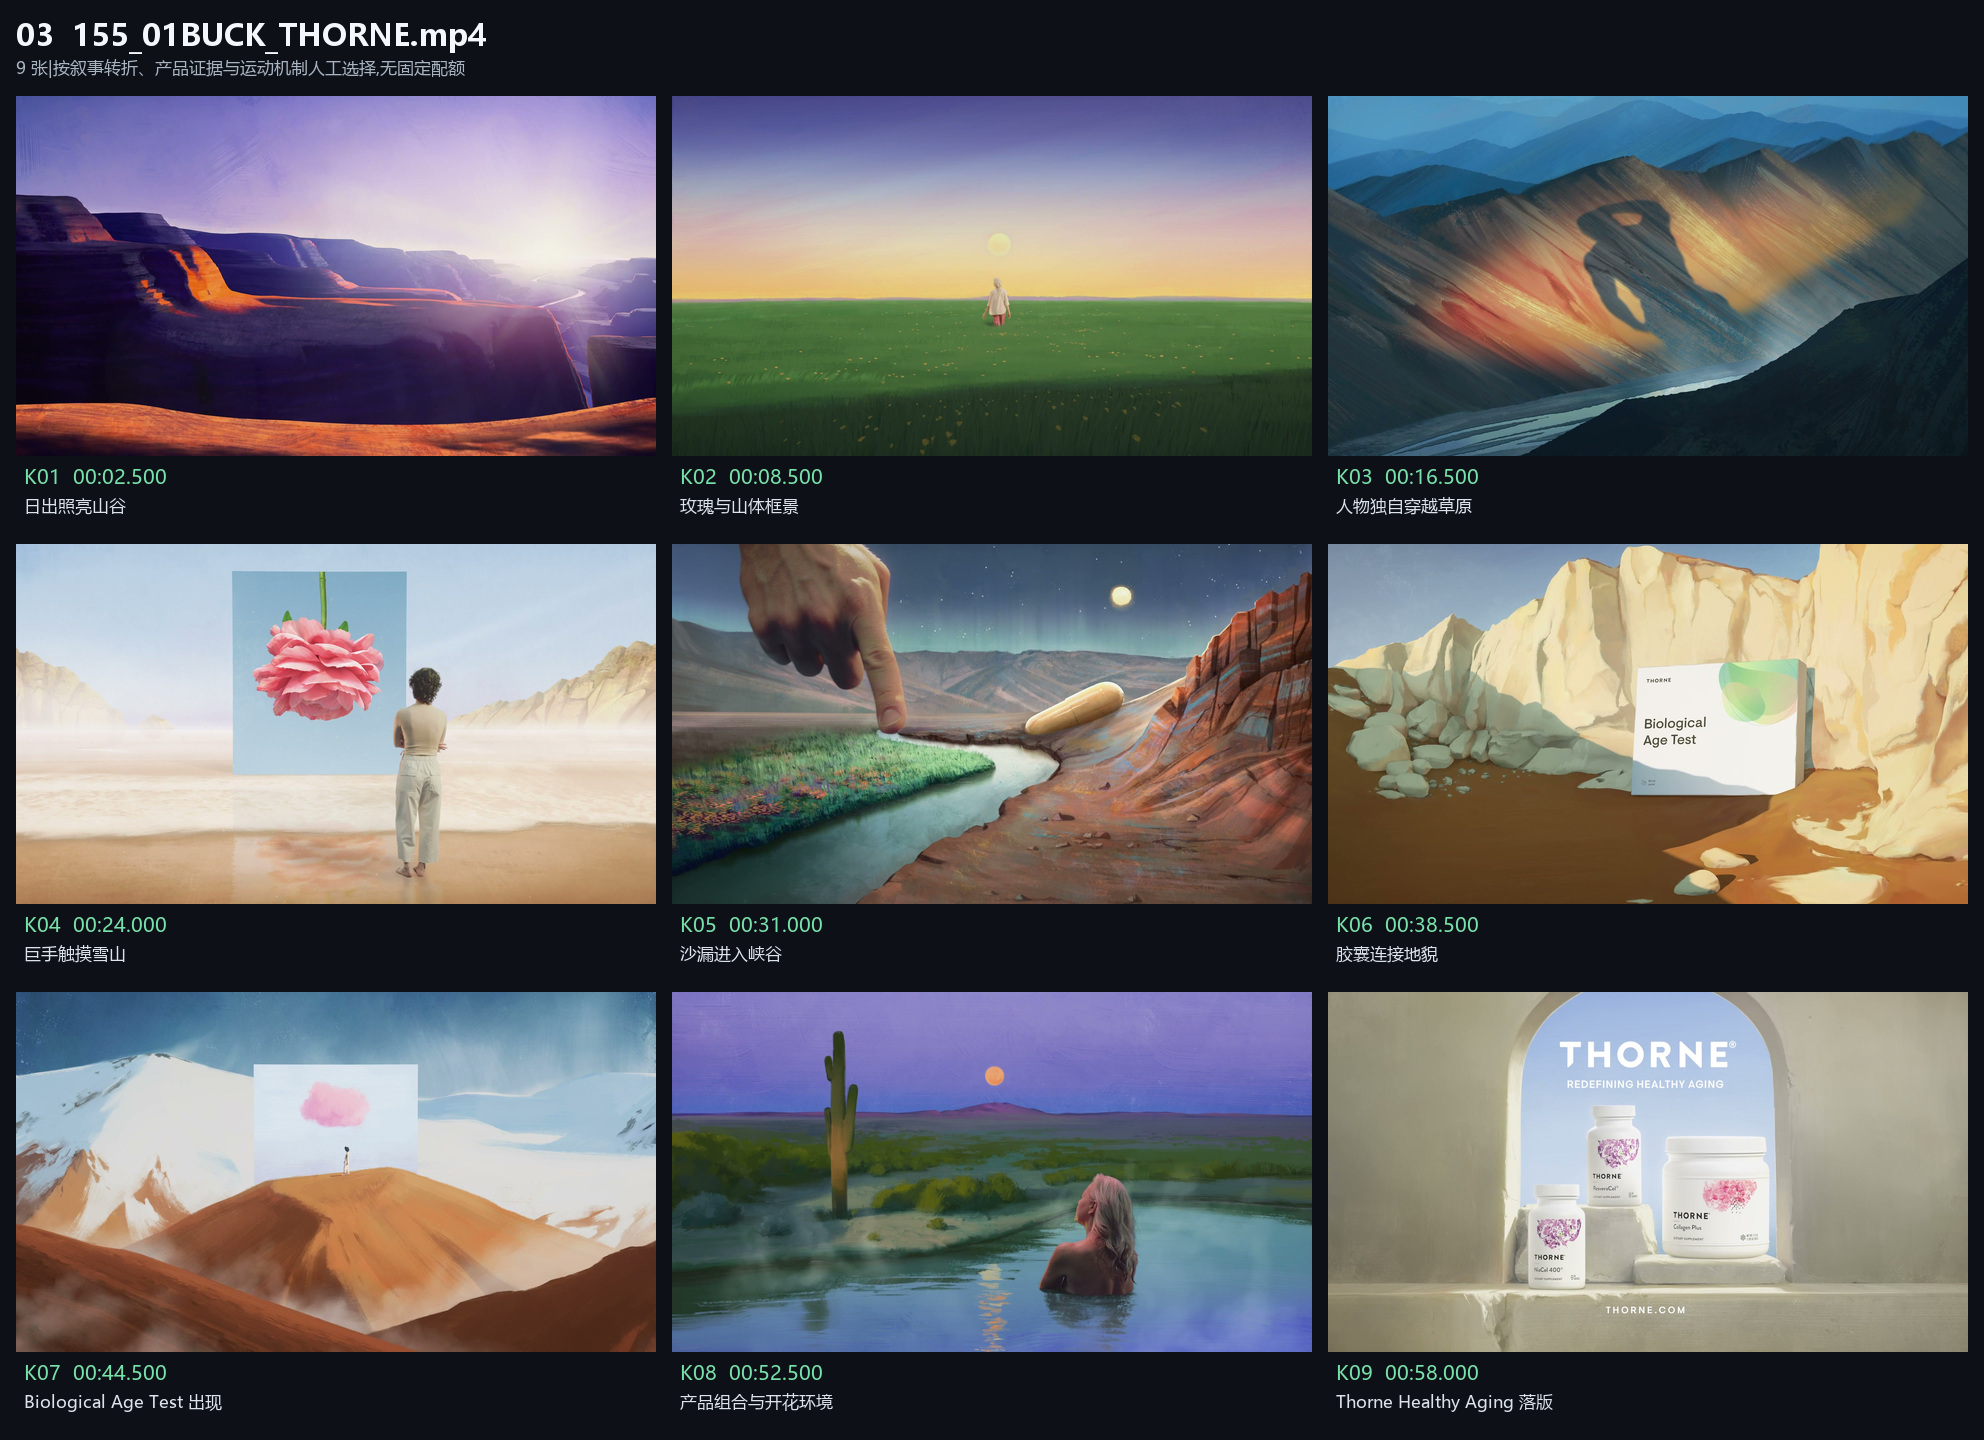 03 155_01BUCK_THORNE.mp4
9 张|按叙事转折、产品证据与运动机制人工选择,无固定配额
K01 00:02.500
日出照亮山谷
K02 00:08.500
玫瑰与山体框景
K03 00:16.500
人物独自穿越草原
THORNE
Biological
Age Test
K04 00:24.000
巨手触摸雪山
K05 00:31.000
沙漏进入峡谷
K06 00:38.500
胶囊连接地貌
THORNE®
REDEFINING HEALTHY AGING
THORNE
ResveraCel
THORNE
Collagen Plus
THORNE
NiaCel 400
THORNE.COM
K07 00:44.500
Biological Age Test 出现
K08 00:52.500
产品组合与开花环境
K09 00:58.000
Thorne Healthy Aging 落版